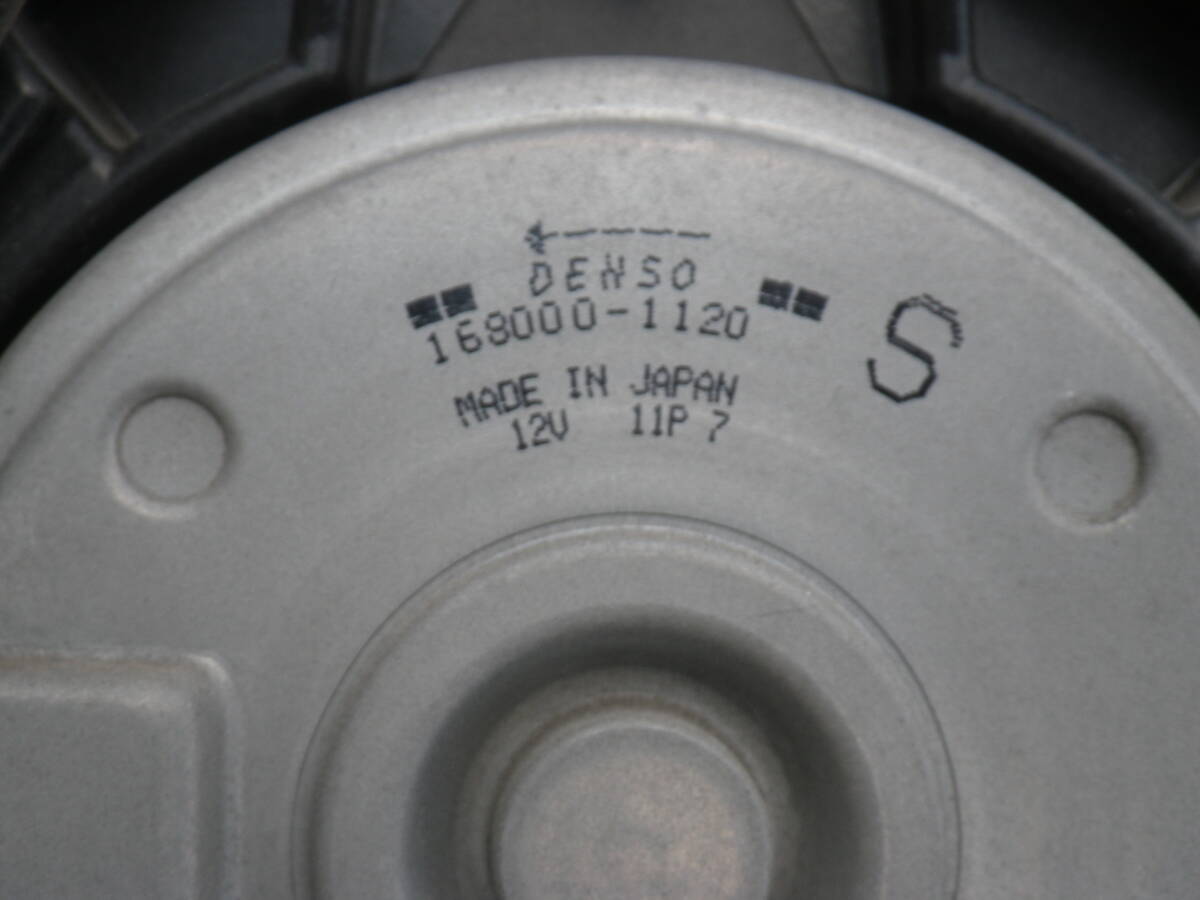 DENSO
168000-1120
S
MADE IN JAPAN
12V 11P 7